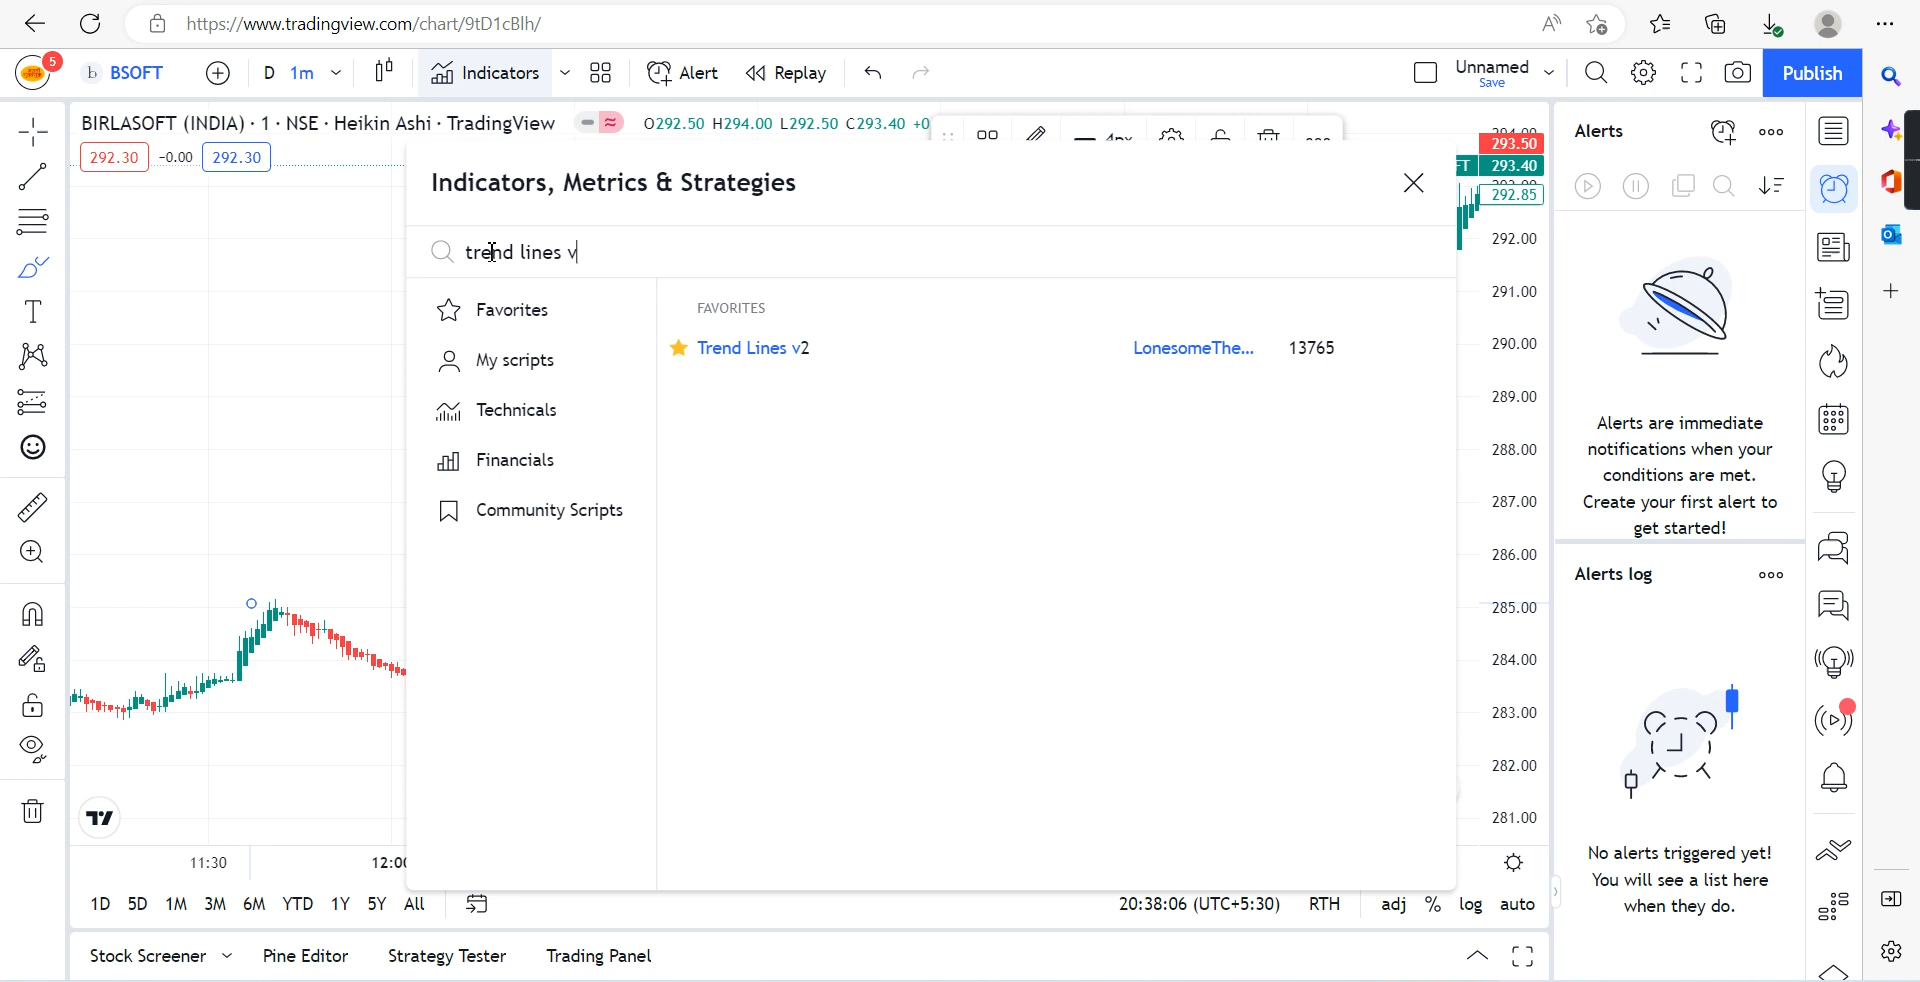 https://www.tradingview.com/chart/9tD1cBlh/
5
b BSOFT D 1m Indicators Alert Replay Unnamed Save Publish
BIRLASOFT (INDIA) · 1 · NSE · Heikin Ashi · TradingView O292.50 H294.00 L292.50 C293.40 +0
292.30 -0.00 292.30
Indicators, Metrics & Strategies
trend lines v
Favorites
My scripts
Technicals
Financials
Community Scripts
FAVORITES
Trend Lines v2 LonesomeThe... 13765
293.50
FT 293.40
292.85
292.00
291.00
290.00
289.00
288.00
287.00
286.00
285.00
284.00
283.00
282.00
281.00
11:30 12:00
1D 5D 1M 3M 6M YTD 1Y 5Y All 20:38:06 (UTC+5:30) RTH adj % log auto
Stock Screener Pine Editor Strategy Tester Trading Panel
Alerts
Alerts are immediate
notifications when your
conditions are met.
Create your first alert to
get started!
Alerts log
No alerts triggered yet!
You will see a list here
when they do.